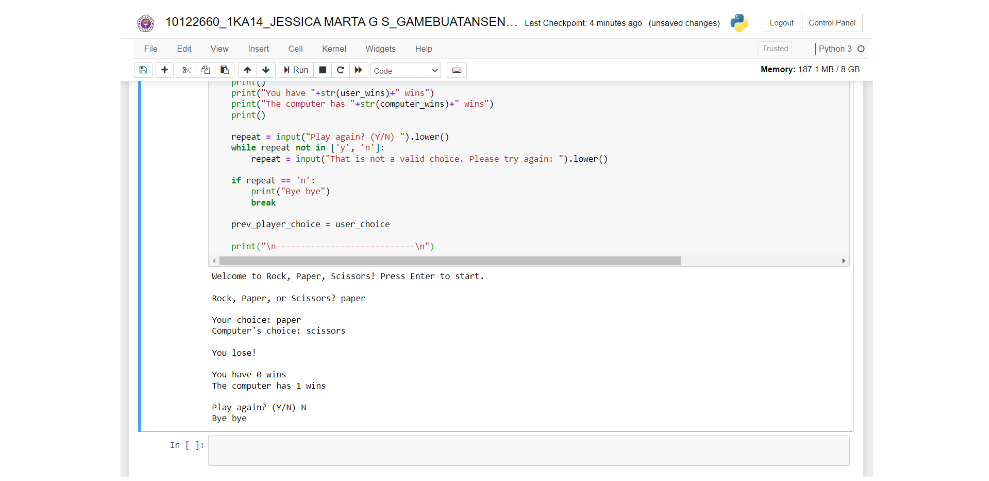 10122660_1KA14_JESSICA MARTA G S_GAMEBUATANSEN... Last Checkpoint: 4 minutes ago (unsaved changes) Logout Control Panel
File Edit View Insert Cell Kernel Widgets Help Trusted Python 3
Run Code Memory: 187.1 MB / 8 GB
print()
print("You have "+str(user_wins)+" wins")
print("The computer has "+str(computer_wins)+" wins")
print()
repeat = input("Play again? (Y/N) ").lower()
while repeat not in ['y', 'n']:
repeat = input("That is not a valid choice. Please try again: ").lower()
if repeat == 'n':
print("Bye bye")
break
prev_player_choice = user_choice
print("\n----------------------------\n")
Welcome to Rock, Paper, Scissors! Press Enter to start.
Rock, Paper, or Scissors? paper
Your choice: paper
Computer's choice: scissors
You lose!
You have 0 wins
The computer has 1 wins
Play again? (Y/N) N
Bye bye
In [ ]: